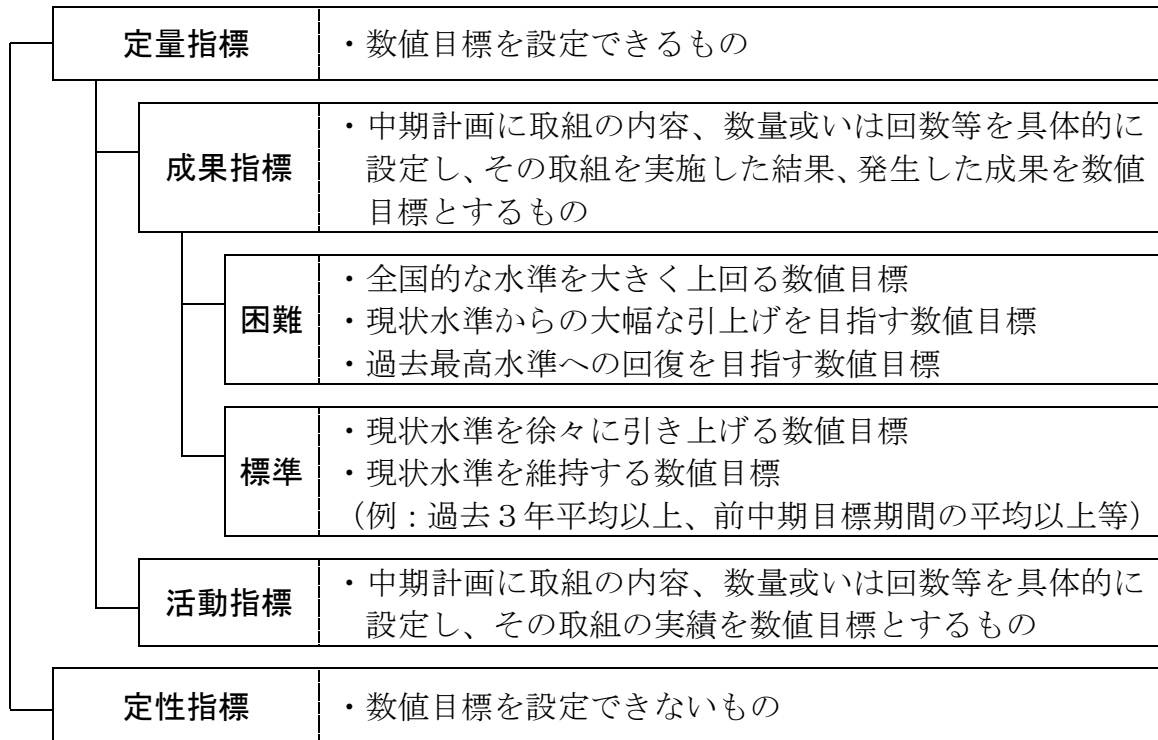 定量指標
・数値目標を設定できるもの
成果指標
・中期計画に取組の内容、数量或いは回数等を具体的に
設定し、その取組を実施した結果、発生した成果を数値
目標とするもの
困難
・全国的な水準を大きく上回る数値目標
・現状水準からの大幅な引上げを目指す数値目標
・過去最高水準への回復を目指す数値目標
標準
・現状水準を徐々に引き上げる数値目標
・現状水準を維持する数値目標
（例：過去３年平均以上、前中期目標期間の平均以上等）
活動指標
・中期計画に取組の内容、数量或いは回数等を具体的に
設定し、その取組の実績を数値目標とするもの
定性指標
・数値目標を設定できないもの